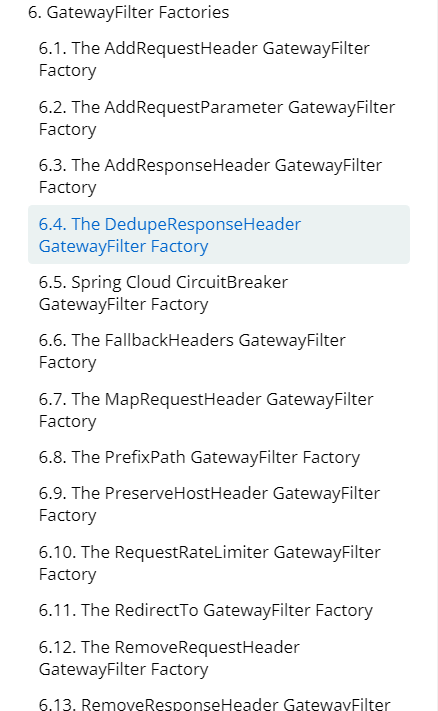 6. GatewayFilter Factories
6.1. The AddRequestHeader GatewayFilter
Factory
6.2. The AddRequestParameter GatewayFilter
Factory
6.3. The AddResponseHeader GatewayFilter
Factory
6.4. The DedupeResponseHeader
GatewayFilter Factory
6.5. Spring Cloud CircuitBreaker
GatewayFilter Factory
6.6. The FallbackHeaders GatewayFilter
Factory
6.7. The MapRequestHeader GatewayFilter
Factory
6.8. The PrefixPath GatewayFilter Factory
6.9. The PreserveHostHeader GatewayFilter
Factory
6.10. The RequestRateLimiter GatewayFilter
Factory
6.11. The RedirectTo GatewayFilter Factory
6.12. The RemoveRequestHeader
GatewayFilter Factory
6.13. RemoveResponseHeader GatewayFilter